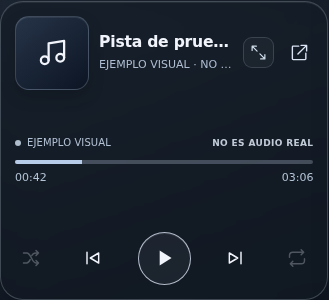 Pista de prue...
EJEMPLO VISUAL · NO ...
EJEMPLO VISUAL
NO ES AUDIO REAL
00:42
03:06